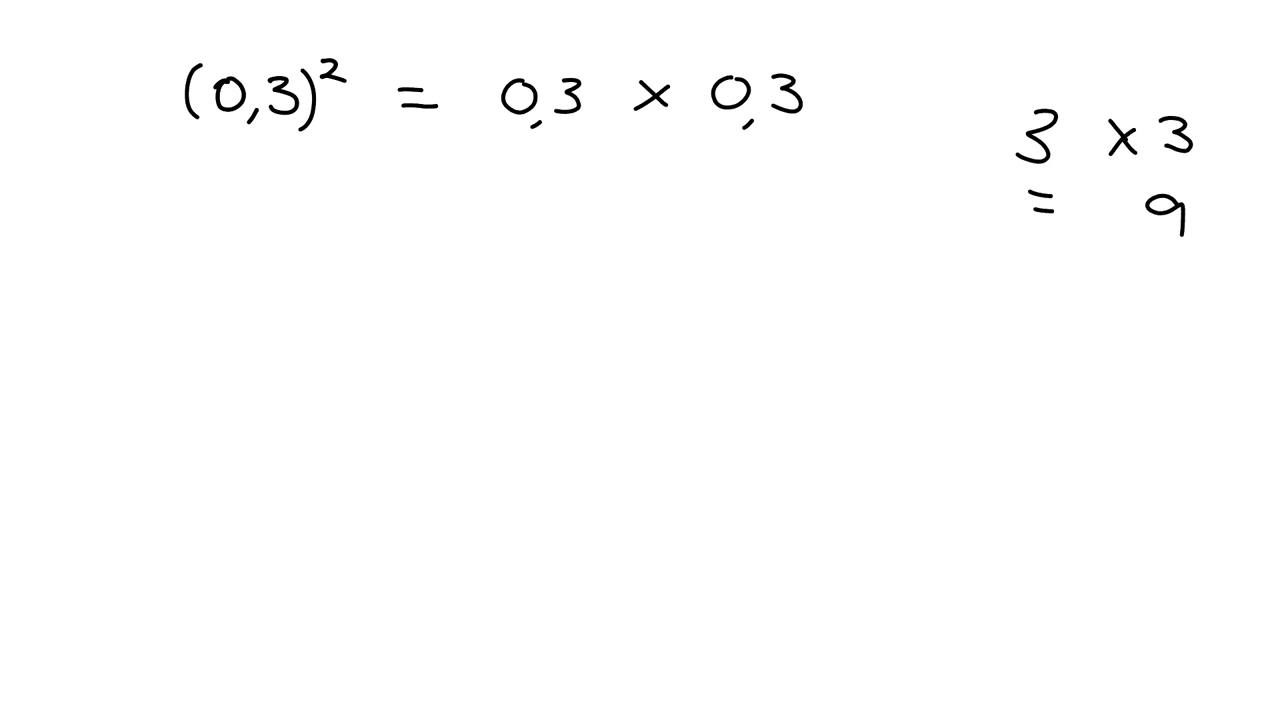 (0,3)² = 0,3 × 0,3
3 × 3
= 9